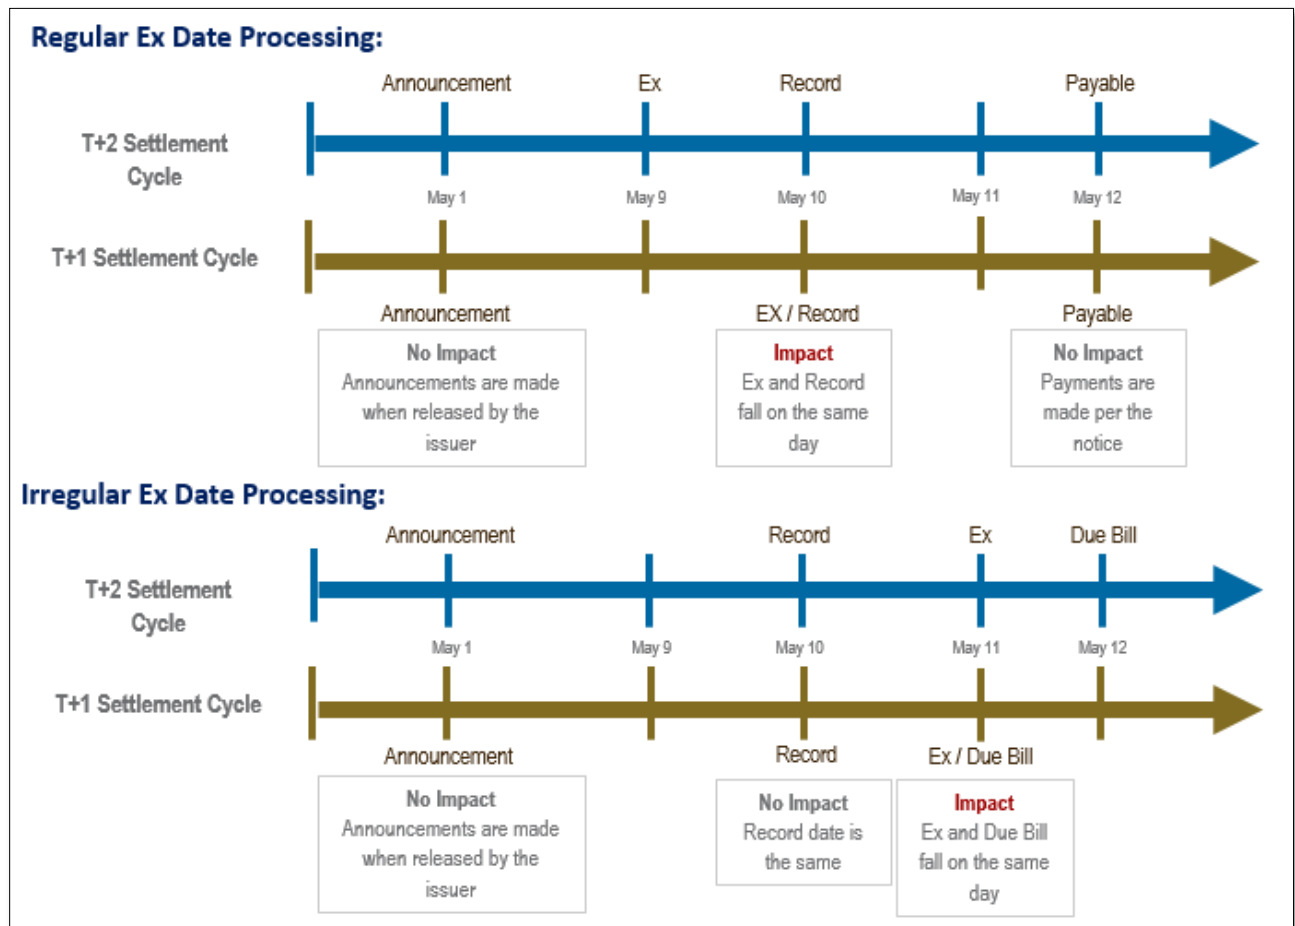 Regular Ex Date Processing:
Announcement Ex Record Payable
T+2 Settlement
Cycle
May 1 May 9 May 10 May 11 May 12
T+1 Settlement Cycle
Announcement EX / Record Payable
No Impact
Announcements are made
when released by the
issuer
Impact
Ex and Record
fall on the same
day
No Impact
Payments are
made per the
notice
Irregular Ex Date Processing:
Announcement Record Ex Due Bill
T+2 Settlement
Cycle
May 1 May 9 May 10 May 11 May 12
T+1 Settlement Cycle
Announcement Record Ex / Due Bill
No Impact
Announcements are made
when released by the
issuer
No Impact
Record date is
the same
Impact
Ex and Due Bill
fall on the same
day